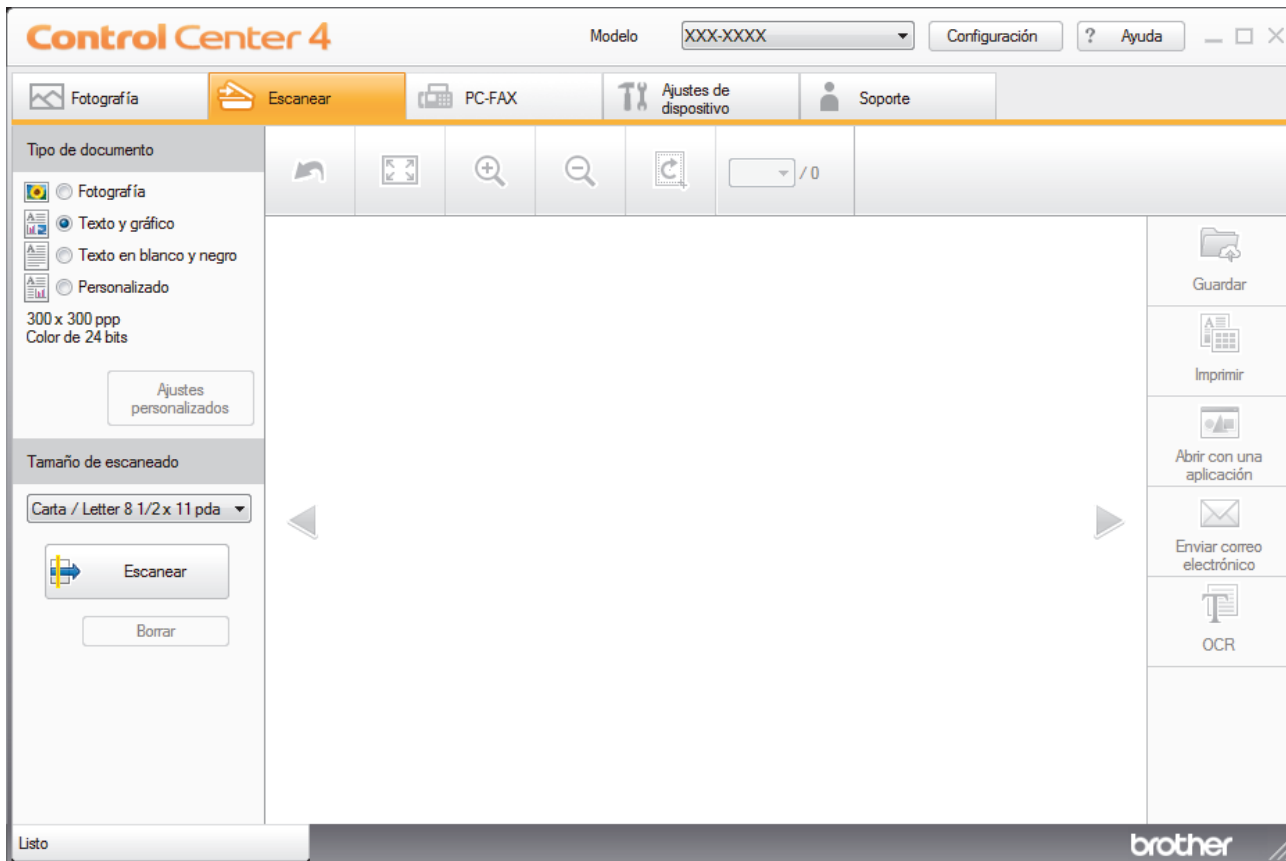 Control Center 4
Modelo
XXX-XXXX
Configuración
? Ayuda
Fotografía
Escanear
PC-FAX
Ajustes de
dispositivo
Soporte
Tipo de documento
Fotografía
Texto y gráfico
Texto en blanco y negro
Personalizado
300 x 300 ppp
Color de 24 bits
Ajustes
personalizados
Tamaño de escaneado
Carta / Letter 8 1/2 x 11 pda
Escanear
Borrar
/ 0
Guardar
Imprimir
Abrir con una
aplicación
Enviar correo
electrónico
OCR
Listo
brother